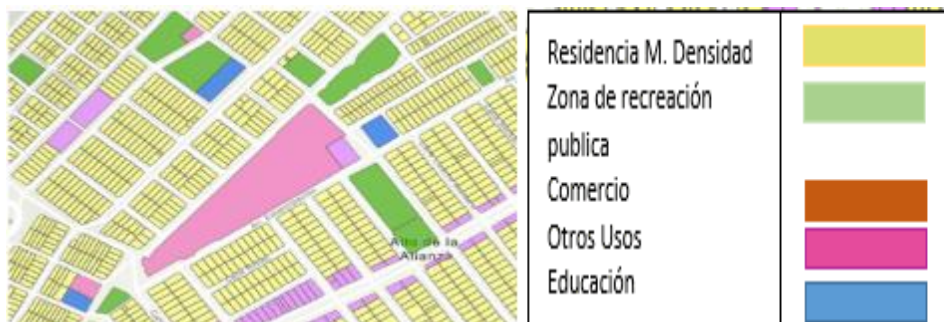 Alto de la
Alianza
Residencia M. Densidad
Zona de recreación
publica
Comercio
Otros Usos
Educación